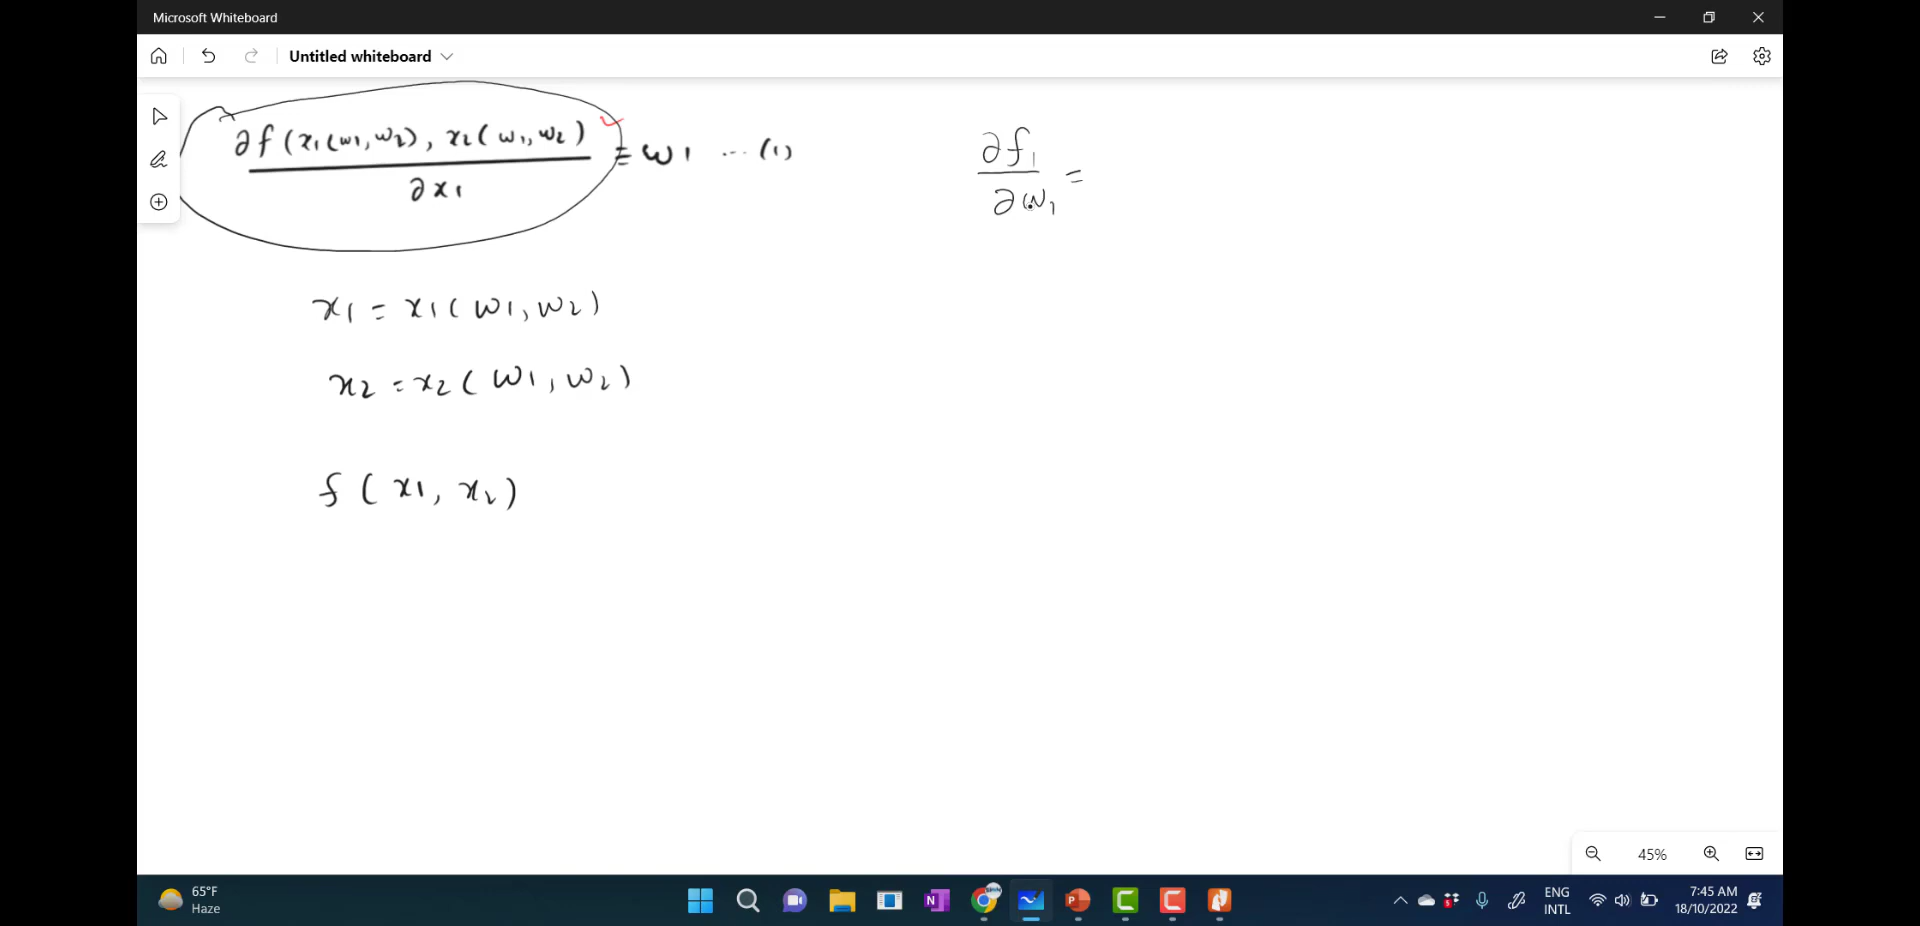 Microsoft Whiteboard
Untitled whiteboard
∂f(x1(w1,w2), x2(w1,w2)) / ∂x1 ≡ w1 ... (1)
∂f1 / ∂w1 =
x1 = x1(w1, w2)
x2 = x2(w1, w2)
f(x1, x2)
45%
65°F
Haze
ENG
INTL
7:45 AM
18/10/2022